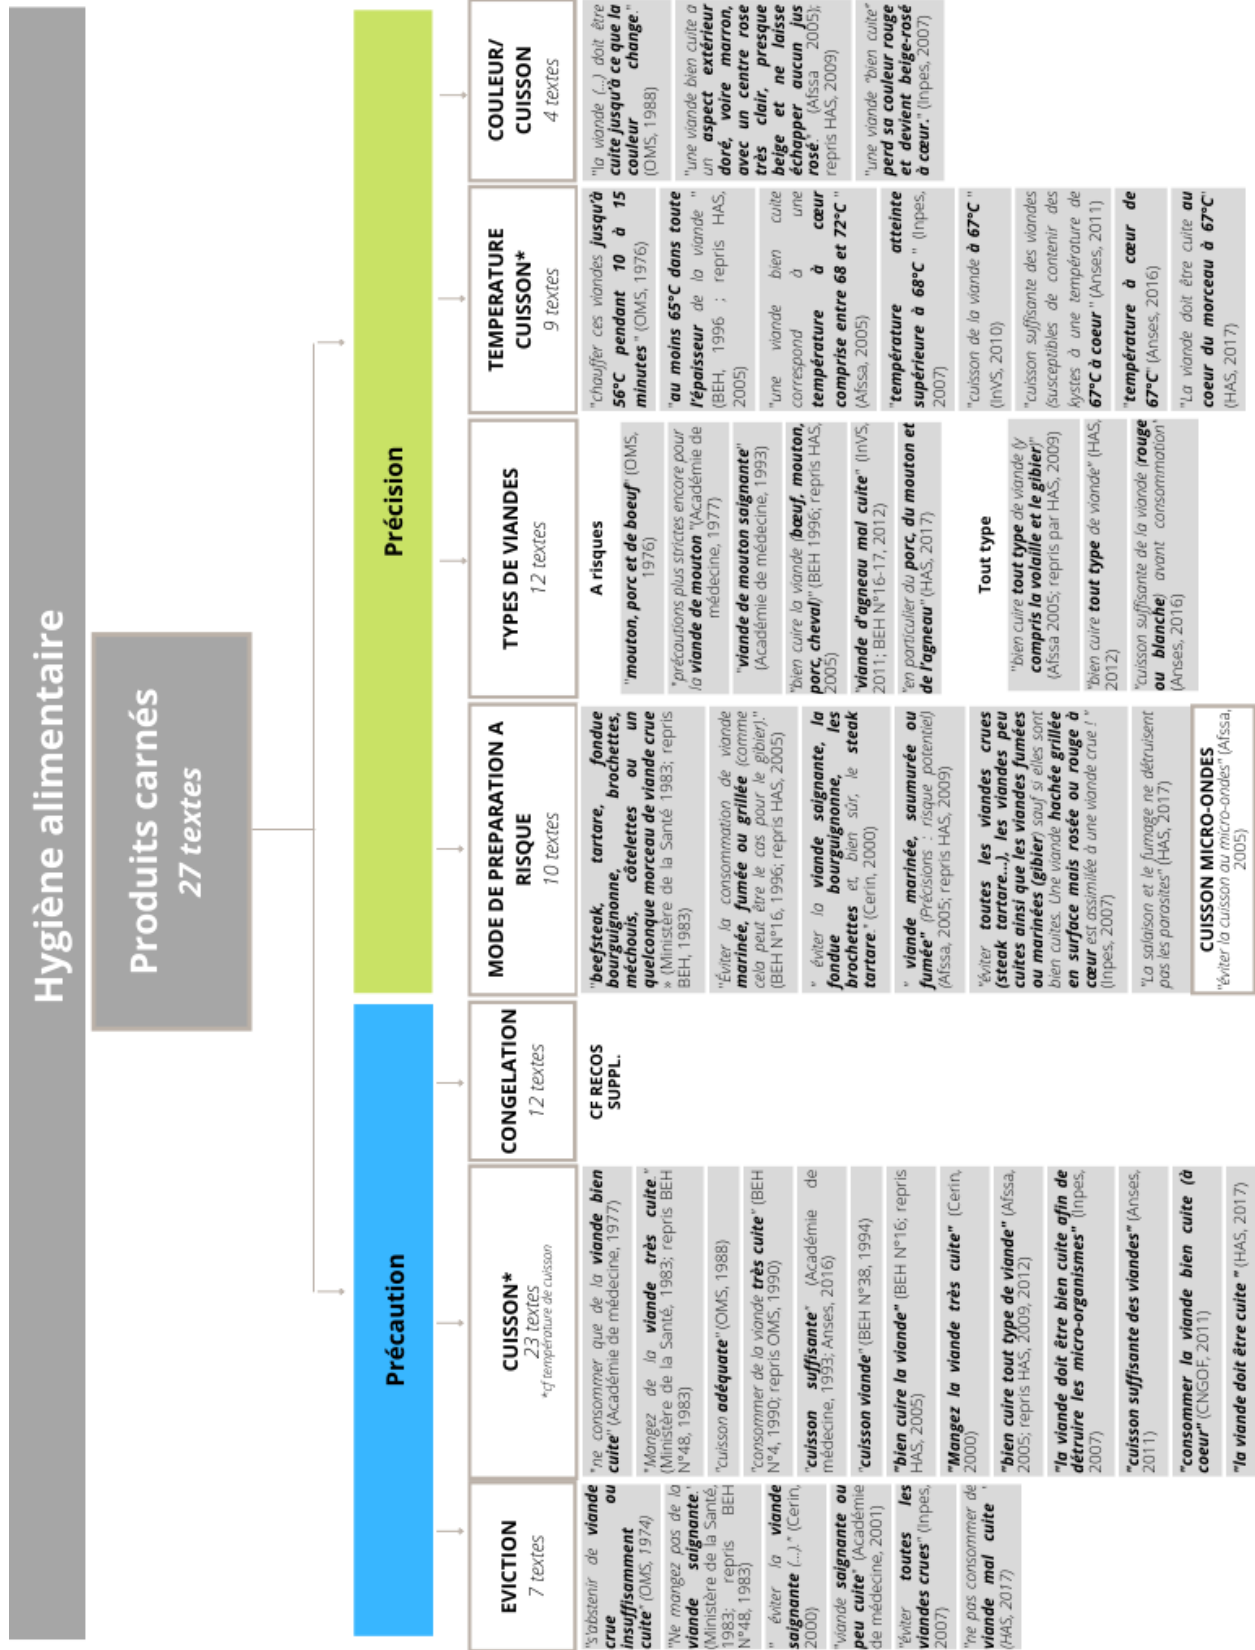 Hygiène alimentaire
Produits carnés
27 textes
Précaution
Précision
EVICTION
7 textes
"s'abstenir de viande
crue ou
insuffisamment
cuite" (OMS, 1974)
"Ne mangez pas de la
viande saignante."
(Ministère de la Santé,
1983; repris BEH
N°48, 1983)
" éviter la viande
saignante (...)." (Cerin,
2000)
"viande saignante ou
peu cuite" (Académie
de médecine, 2001)
"éviter toutes les
viandes crues" (Inpes,
2007)
"ne pas consommer de
viande mal cuite "
(HAS, 2017)
CUISSON*
23 textes
*cf température de cuisson
"ne consommer que de la viande bien
cuite" (Académie de médecine, 1977)
"Mangez de la viande très cuite."
(Ministère de la Santé, 1983; repris BEH
N°48, 1983)
"cuisson adéquate" (OMS, 1988)
"consommer de la viande très cuite" (BEH
N°4, 1990; repris OMS, 1990)
"cuisson suffisante" (Académie de
médecine, 1993; Anses, 2016)
"cuisson viande" (BEH N°38, 1994)
"bien cuire la viande" (BEH N°16; repris
HAS, 2005)
"Mangez la viande très cuite" (Cerin,
2000)
"bien cuire tout type de viande" (Afssa,
2005; repris HAS, 2009, 2012)
"la viande doit être bien cuite afin de
détruire les micro-organismes" (Inpes,
2007)
"cuisson suffisante des viandes" (Anses,
2011)
"consommer la viande bien cuite (à
coeur)" (CNGOF, 2011)
"la viande doit être cuite " (HAS, 2017)
CONGELATION
12 textes
CF RECOS
SUPPL.
MODE DE PREPARATION A
RISQUE
10 textes
"beefsteak, tartare, fondue
bourguignonne, brochettes,
méchouis, côtelettes ou un
quelconque morceau de viande crue
» (Ministère de la Santé 1983; repris
BEH, 1983)
"Éviter la consommation de viande
marinée, fumée ou grillée (comme
cela peut être le cas pour le gibier)."
(BEH N°16, 1996; repris HAS, 2005)
" éviter la viande saignante, la
fondue bourguignonne, les
brochettes et, bien sûr, le steak
tartare." (Cerin, 2000)
" viande marinée, saumurée ou
fumée" (Précisions : risque potentiel)
(Afssa, 2005; repris HAS, 2009)
"éviter toutes les viandes crues
(steak tartare...), les viandes peu
cuites ainsi que les viandes fumées
ou marinées (gibier) sauf si elles sont
bien cuites. Une viande hachée grillée
en surface mais rosée ou rouge à
cœur est assimilée à une viande crue ! "
(Inpes, 2007)
"La salaison et le fumage ne détruisent
pas les parasites" (HAS, 2017)
CUISSON MICRO-ONDES
"éviter la cuisson au micro-ondes" (Afssa,
2005)
TYPES DE VIANDES
12 textes
A risques
"mouton, porc et de boeuf" (OMS,
1976)
"précautions plus strictes encore pour
la viande de mouton "(Académie de
médecine, 1977)
"viande de mouton saignante"
(Académie de médecine, 1993)
"bien cuire la viande (bœuf, mouton,
porc, cheval)" (BEH 1996; repris HAS,
2005)
"viande d'agneau mal cuite" (InVS,
2011; BEH N°16-17, 2012)
"en particulier du porc, du mouton et
de l'agneau" (HAS, 2017)
Tout type
"bien cuire tout type de viande (y
compris la volaille et le gibier)"
(Afssa 2005; repris par HAS, 2009)
"bien cuire tout type de viande" (HAS,
2012)
"cuisson suffisante de la viande (rouge
ou blanche) avant consommation"
(Anses, 2016)
TEMPERATURE
CUISSON*
9 textes
"chauffer ces viandes jusqu'à
56°C pendant 10 à 15
minutes " (OMS, 1976)
"au moins 65°C dans toute
l'épaisseur de la viande "
(BEH, 1996 ; repris HAS,
2005)
"une viande bien cuite
correspond à une
température à cœur
comprise entre 68 et 72°C "
(Afssa, 2005)
"température atteinte
supérieure à 68°C " (Inpes,
2007)
"cuisson de la viande à 67°C "
(InVS, 2010)
"cuisson suffisante des viandes
(susceptibles de contenir des
kystes à une température de
67°C à coeur " (Anses, 2011)
"température à cœur de
67°C" (Anses, 2016)
"La viande doit être cuite au
coeur du morceau à 67°C"
(HAS, 2017)
COULEUR/
CUISSON
4 textes
"la viande (...) doit être
cuite jusqu'à ce que la
couleur change."
(OMS, 1988)
"une viande bien cuite a
un aspect extérieur
doré, voire marron,
avec un centre rose
très clair, presque
beige et ne laisse
échapper aucun jus
rosé." (Afssa 2005);
repris HAS, 2009)
"une viande "bien cuite"
perd sa couleur rouge
et devient beige-rosé
à cœur." (Inpes, 2007)